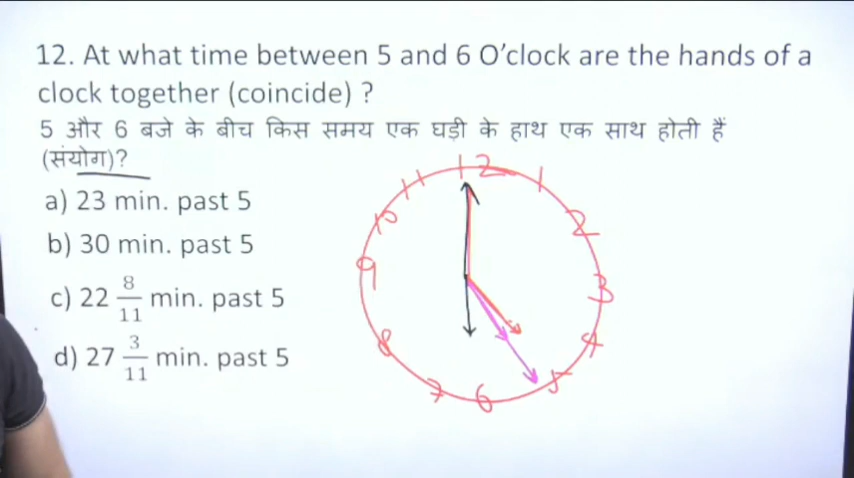 12. At what time between 5 and 6 O'clock are the hands of a
clock together (coincide) ?
5 और 6 बजे के बीच किस समय एक घड़ी के हाथ एक साथ होती हैं
(संयोग)?
a) 23 min. past 5
b) 30 min. past 5
c) 22 8/11 min. past 5
d) 27 3/11 min. past 5
12
1
2
3
4
5
6
7
8
9
10
11